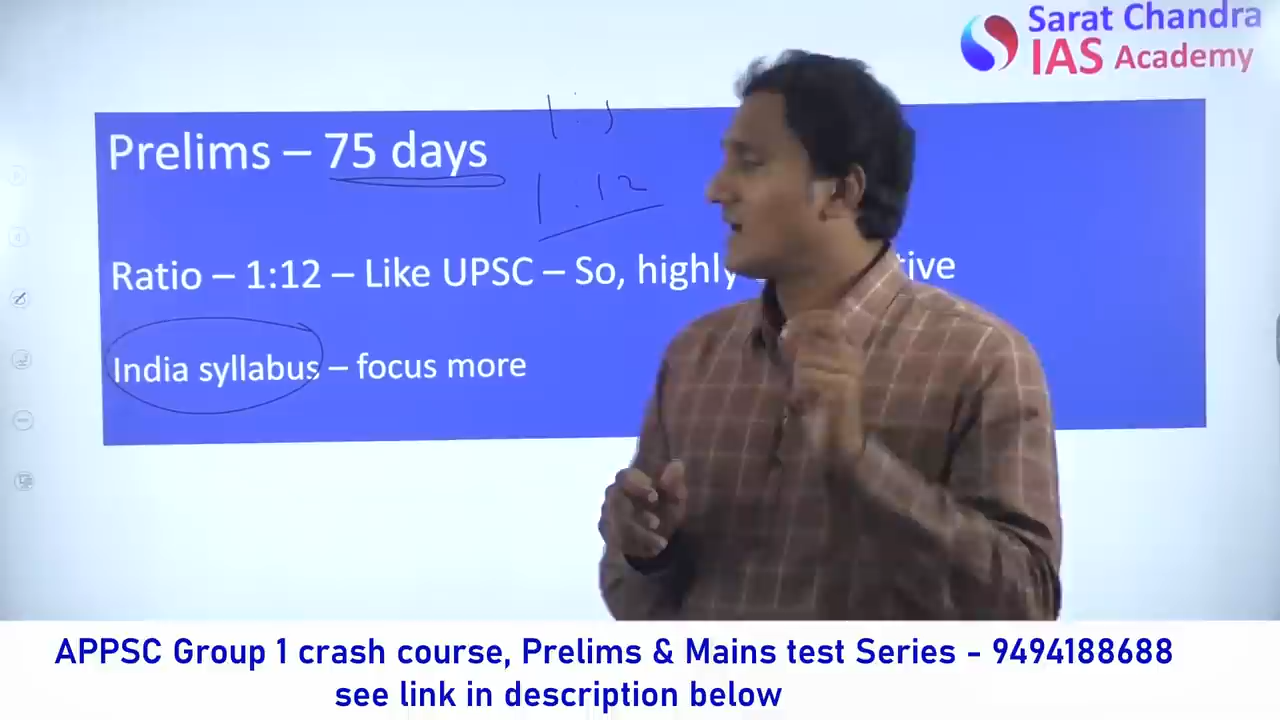 Sarat Chandra
IAS Academy
Prelims – 75 days
1:12
Ratio – 1:12 – Like UPSC – So, highly
India syllabus – focus more
APPSC Group 1 crash course, Prelims & Mains test Series - 9494188688
see link in description below